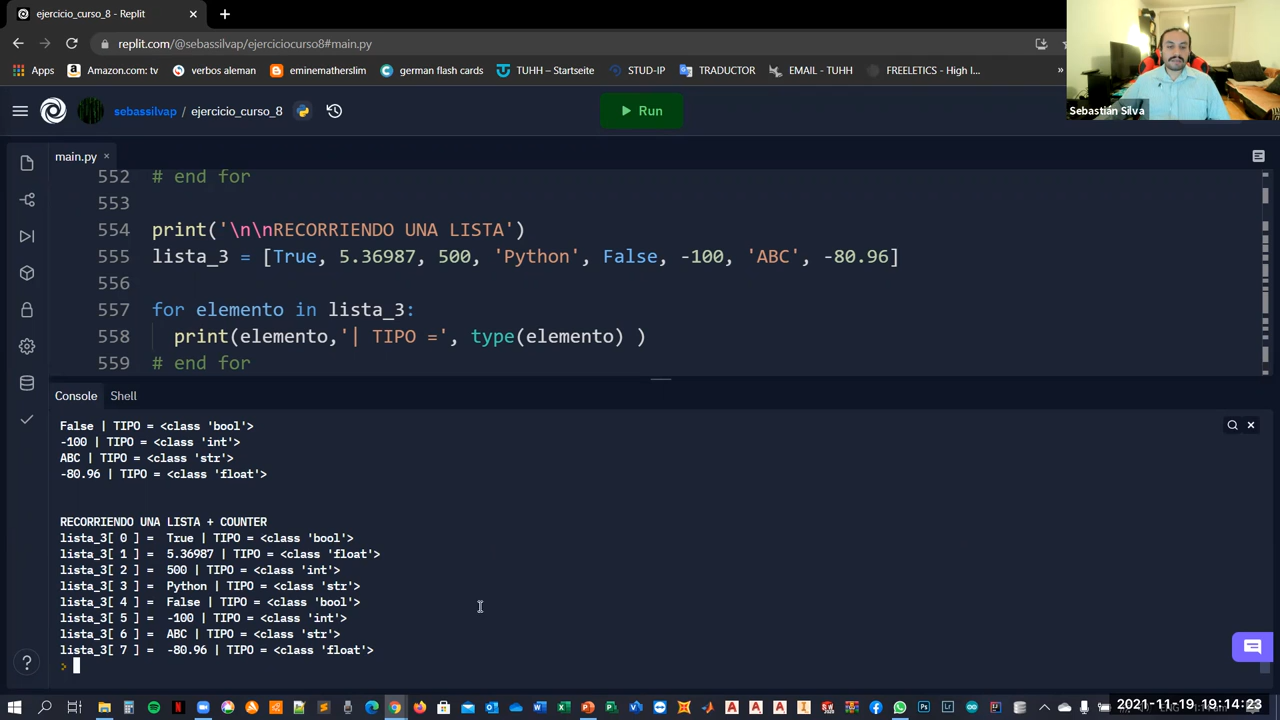 ejercicio_curso_8 - Replit
replit.com/@sebassilvap/ejerciciocurso8#main.py
Apps Amazon.com: tv verbos aleman eminemathersIim german flash cards TUHH – Startseite STUD-IP TRADUCTOR EMAIL - TUHH FREELETICS - High I... »
Sebastián Silva
sebassilvap / ejercicio_curso_8
Run
main.py
552 # end for
553
554 print('\n\nRECORRIENDO UNA LISTA')
555 lista_3 = [True, 5.36987, 500, 'Python', False, -100, 'ABC', -80.96]
556
557 for elemento in lista_3:
558 print(elemento,'| TIPO =', type(elemento) )
559 # end for
Console Shell
False | TIPO = <class 'bool'>
-100 | TIPO = <class 'int'>
ABC | TIPO = <class 'str'>
-80.96 | TIPO = <class 'float'>
RECORRIENDO UNA LISTA + COUNTER
lista_3[ 0 ] = True | TIPO = <class 'bool'>
lista_3[ 1 ] = 5.36987 | TIPO = <class 'float'>
lista_3[ 2 ] = 500 | TIPO = <class 'int'>
lista_3[ 3 ] = Python | TIPO = <class 'str'>
lista_3[ 4 ] = False | TIPO = <class 'bool'>
lista_3[ 5 ] = -100 | TIPO = <class 'int'>
lista_3[ 6 ] = ABC | TIPO = <class 'str'>
lista_3[ 7 ] = -80.96 | TIPO = <class 'float'>
2021-11-19 19:14:23